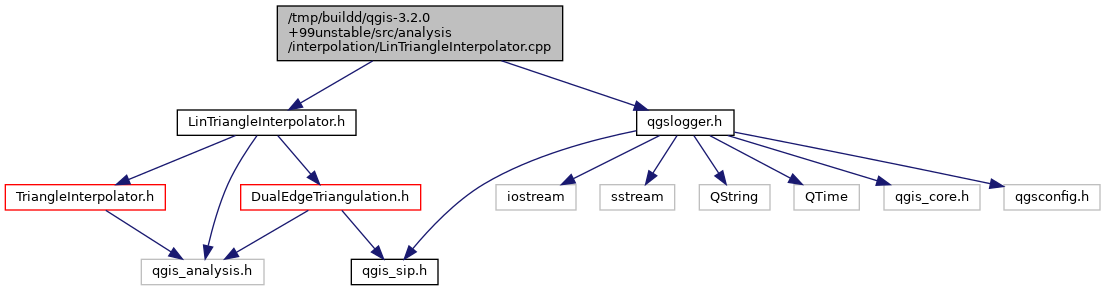 /tmp/buildd/qgis-3.2.0
+99unstable/src/analysis
/interpolation/LinTriangleInterpolator.cpp
LinTriangleInterpolator.h
qgslogger.h
TriangleInterpolator.h
DualEdgeTriangulation.h
iostream
sstream
QString
QTime
qgis_core.h
qgsconfig.h
qgis_analysis.h
qgis_sip.h